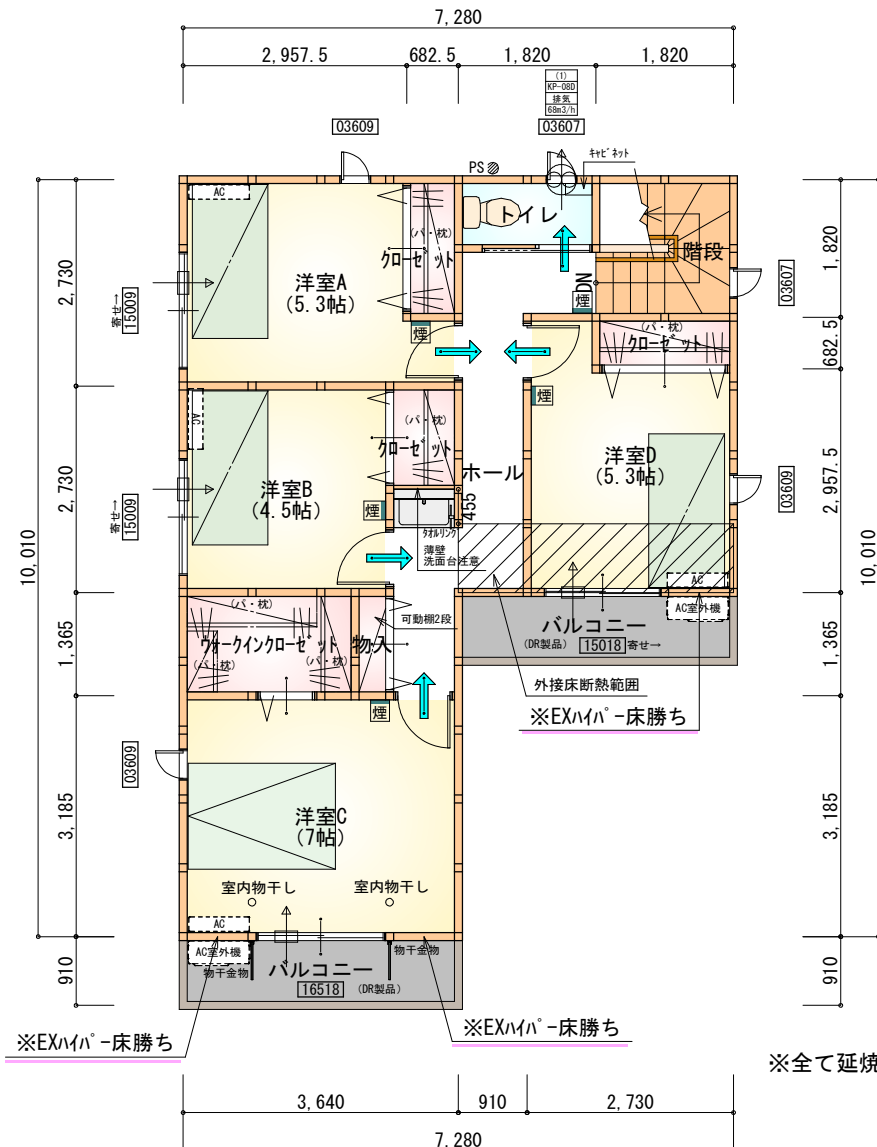 7,280
2,957.5
682.5
1,820
1,820
(1)
KP-08D
排気
68m3/h
03609
03607
キャビネット
PS
AC
トイレ
(パ・枕)
クローゼット
階段
洋室A
(5.3帖)
DN
煙
煙
03607
寄せ→
15009
(パ・枕)
クローゼット
煙
AC
(パ・枕)
クローゼット
洋室B
(4.5帖)
ホール
洋室D
(5.3帖)
455
03609
煙
タオルリング
薄壁
洗面台注意
寄せ→
15009
AC
AC室外機
(パ・枕)
ウォークインクローゼット
(パ・枕)
(パ・枕)
物入
可動棚2段
バルコニー
(DR製品)
15018
寄せ→
外接床断熱範囲
※EXハイパー床勝ち
煙
03609
洋室C
(7帖)
室内物干し
室内物干し
AC
AC室外機
物干金物
物干金物
バルコニー
16518
(DR製品)
※EXハイパー床勝ち
※EXハイパー床勝ち
※全て延焼
2,730
2,730
1,365
3,185
910
10,010
1,820
682.5
2,957.5
1,365
3,185
910
10,010
3,640
910
2,730
7,280